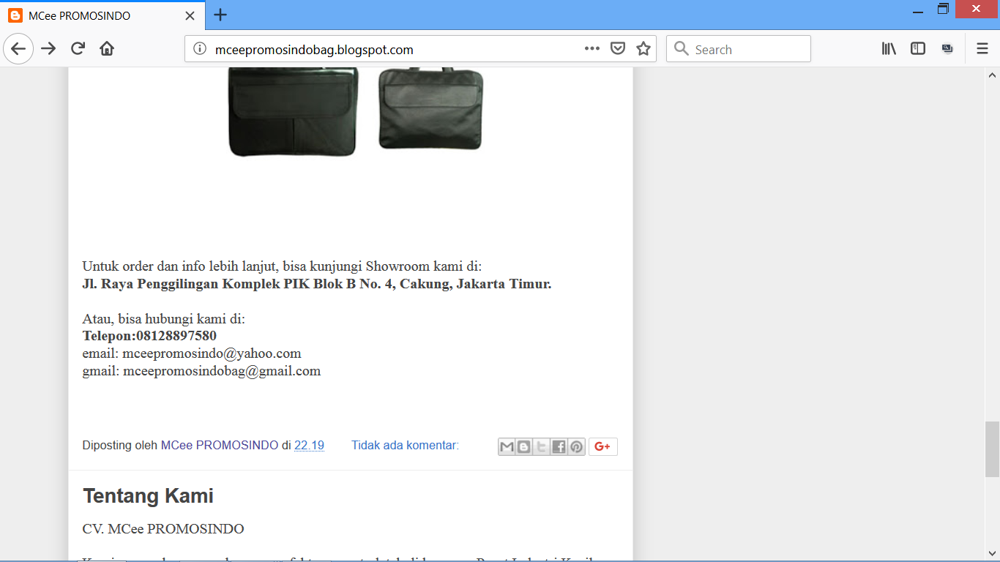 MCee PROMOSINDO
mceepromosindobag.blogspot.com
Search
Untuk order dan info lebih lanjut, bisa kunjungi Showroom kami di:
Jl. Raya Penggilingan Komplek PIK Blok B No. 4, Cakung, Jakarta Timur.
Atau, bisa hubungi kami di:
Telepon:08128897580
email: mceepromosindo@yahoo.com
gmail: mceepromosindobag@gmail.com
Diposting oleh MCee PROMOSINDO di 22.19 Tidak ada komentar: G+
Tentang Kami
CV. MCee PROMOSINDO